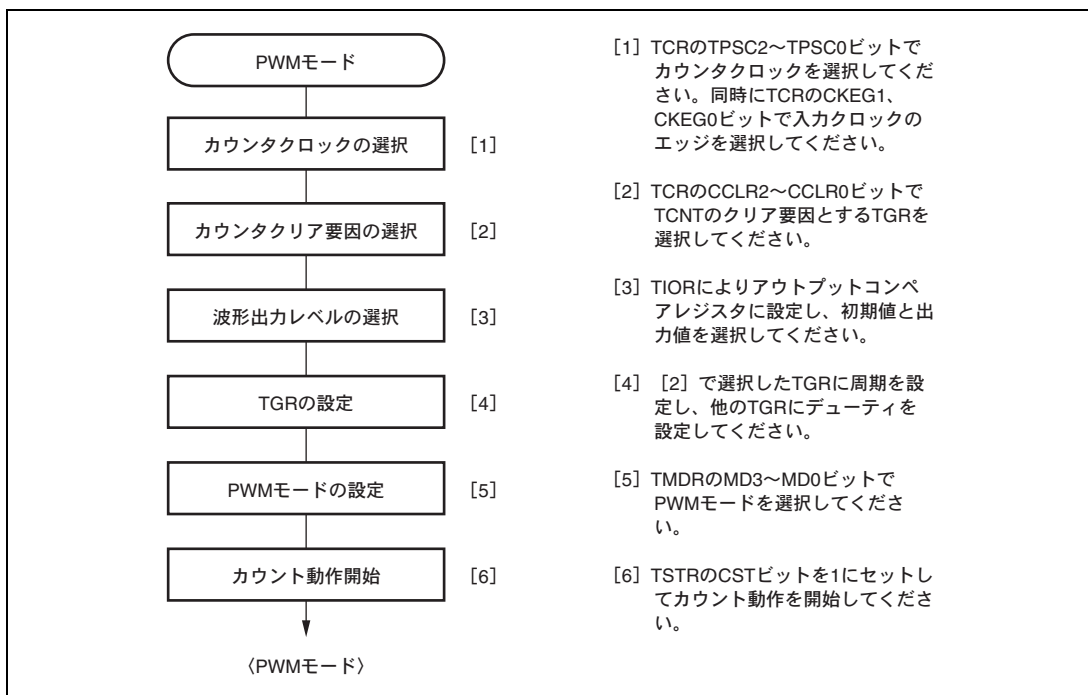 PWMモード
カウンタクロックの選択 [1]
カウンタクリア要因の選択 [2]
波形出力レベルの選択 [3]
TGRの設定 [4]
PWMモードの設定 [5]
カウント動作開始 [6]
〈PWMモード〉
[1] TCRのTPSC2～TPSC0ビットで
カウンタクロックを選択してくだ
さい。同時にTCRのCKEG1、
CKEG0ビットで入力クロックの
エッジを選択してください。
[2] TCRのCCLR2～CCLR0ビットで
TCNTのクリア要因とするTGRを
選択してください。
[3] TIORによりアウトプットコンペ
アレジスタに設定し、初期値と出
力値を選択してください。
[4] [2]で選択したTGRに周期を設
定し、他のTGRにデューティを
設定してください。
[5] TMDRのMD3～MD0ビットで
PWMモードを選択してくださ
い。
[6] TSTRのCSTビットを1にセットし
てカウント動作を開始してくださ
い。